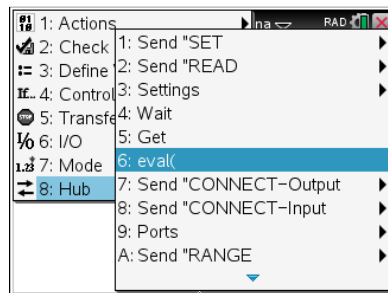 1: Actions
2: Check
3: Define
4: Control
5: Transfe
6: I/O
7: Mode
8: Hub
RAD
1: Send "SET
2: Send "READ
3: Settings
4: Wait
5: Get
6: eval(
7: Send "CONNECT-Output
8: Send "CONNECT-Input
9: Ports
A: Send "RANGE